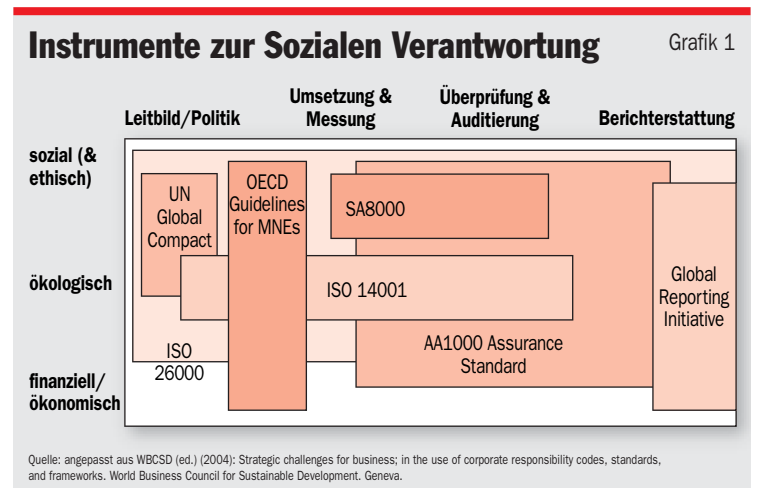 Instrumente zur Sozialen Verantwortung
Grafik 1
Leitbild/Politik
Umsetzung &
Messung
Überprüfung &
Auditierung
Berichterstattung
sozial (&
ethisch)
ökologisch
finanziell/
ökonomisch
UN
Global
Compact
OECD
Guidelines
for MNEs
SA8000
ISO 14001
Global
Reporting
Initiative
ISO
26000
AA1000 Assurance
Standard
Quelle: angepasst aus WBCSD (ed.) (2004): Strategic challenges for business; in the use of corporate responsibility codes, standards,
and frameworks. World Business Council for Sustainable Development. Geneva.